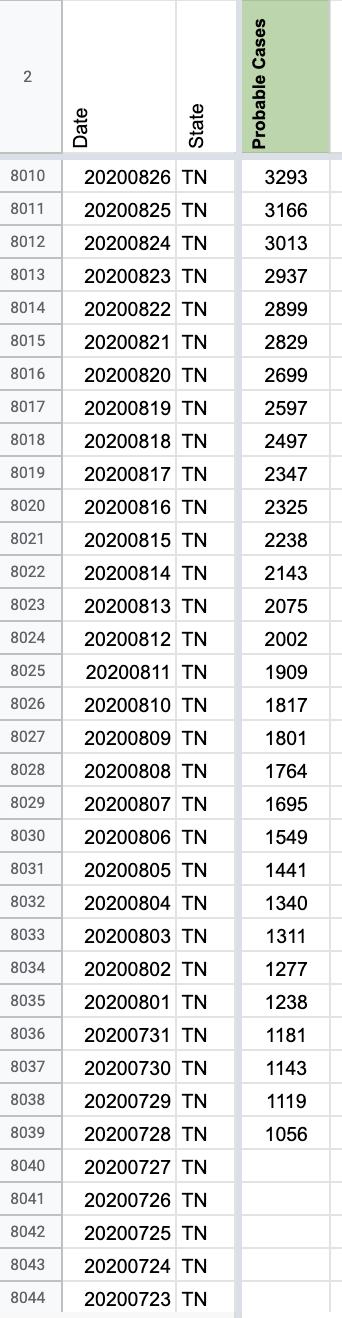 2 Date State Probable Cases
8010 20200826 TN 3293
8011 20200825 TN 3166
8012 20200824 TN 3013
8013 20200823 TN 2937
8014 20200822 TN 2899
8015 20200821 TN 2829
8016 20200820 TN 2699
8017 20200819 TN 2597
8018 20200818 TN 2497
8019 20200817 TN 2347
8020 20200816 TN 2325
8021 20200815 TN 2238
8022 20200814 TN 2143
8023 20200813 TN 2075
8024 20200812 TN 2002
8025 20200811 TN 1909
8026 20200810 TN 1817
8027 20200809 TN 1801
8028 20200808 TN 1764
8029 20200807 TN 1695
8030 20200806 TN 1549
8031 20200805 TN 1441
8032 20200804 TN 1340
8033 20200803 TN 1311
8034 20200802 TN 1277
8035 20200801 TN 1238
8036 20200731 TN 1181
8037 20200730 TN 1143
8038 20200729 TN 1119
8039 20200728 TN 1056
8040 20200727 TN
8041 20200726 TN
8042 20200725 TN
8043 20200724 TN
8044 20200723 TN